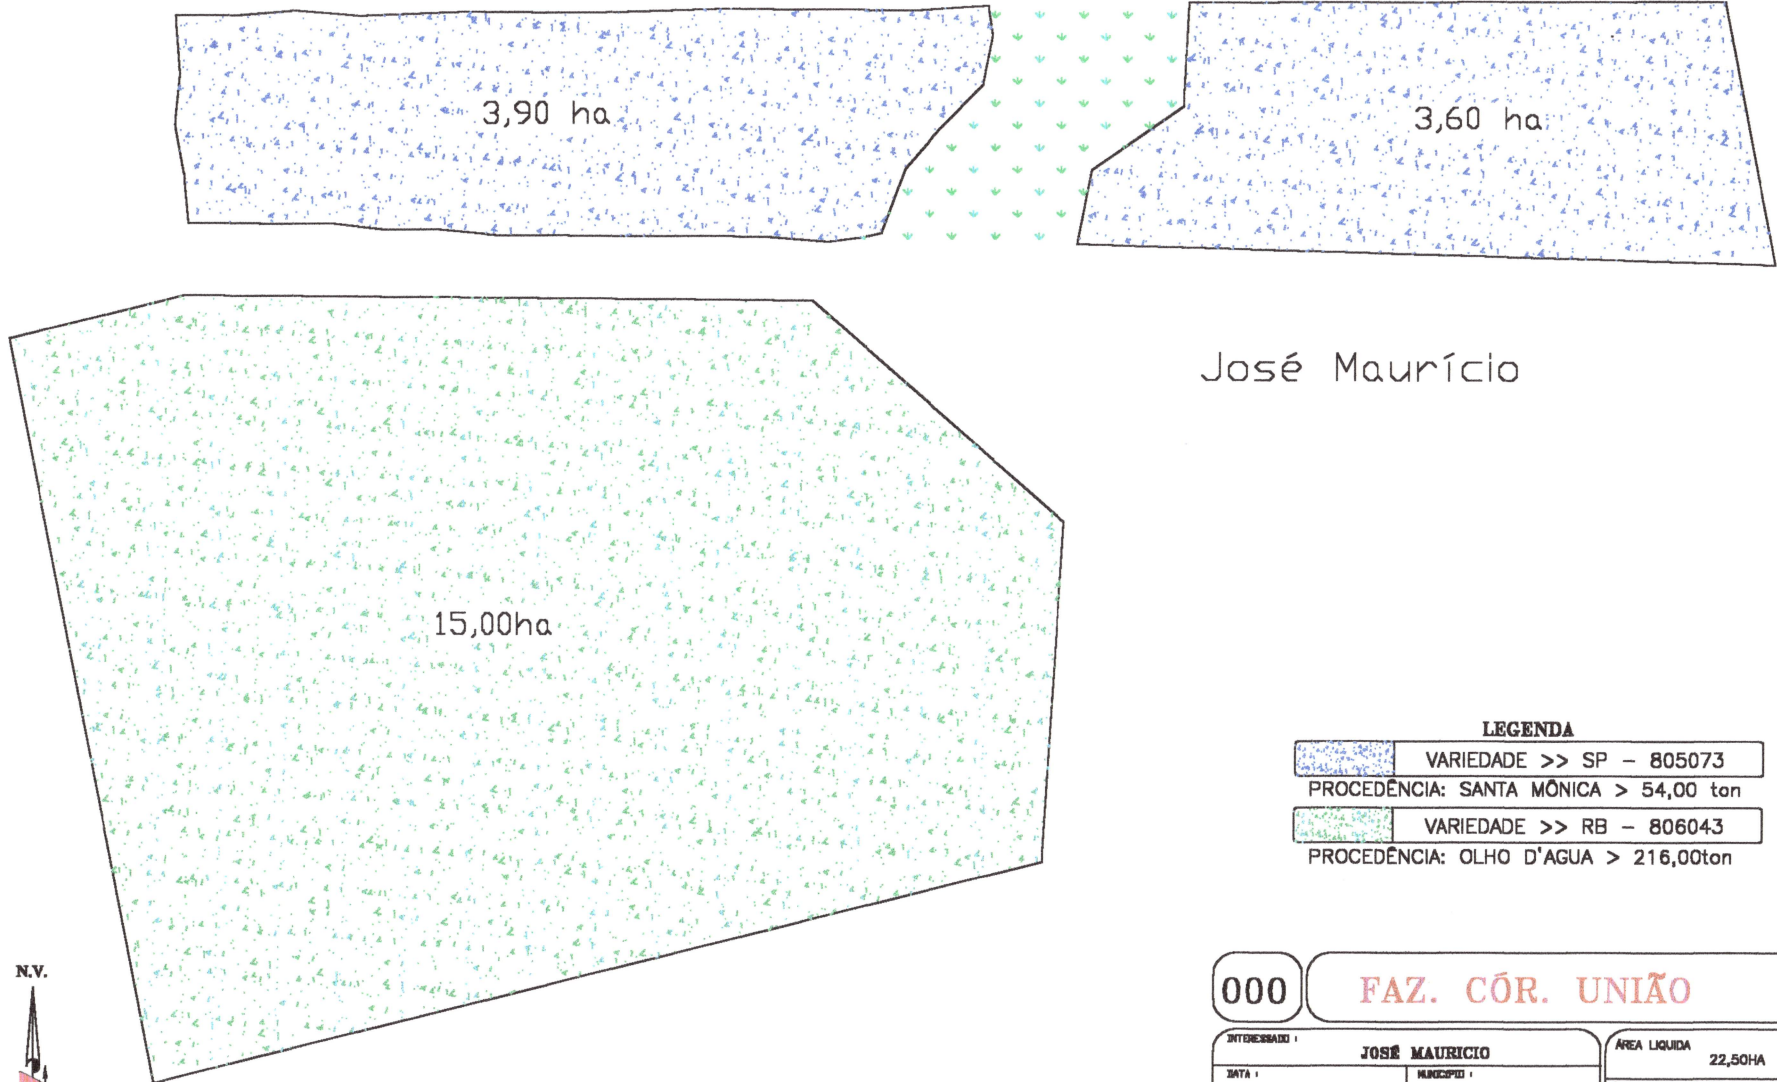 3,90 ha
3,60 ha
José Maurício
15,00ha
LEGENDA
VARIEDADE >> SP - 805073
PROCEDÊNCIA: SANTA MÔNICA > 54,00 ton
VARIEDADE >> RB - 806043
PROCEDÊNCIA: OLHO D'AGUA > 216,00ton
N.V.
000 FAZ. CÓR. UNIÃO
INTERESSADO :
JOSÉ MAURICIO
ÁREA LIQUIDA
22,50HA
DATA :
MUNICIPIO :